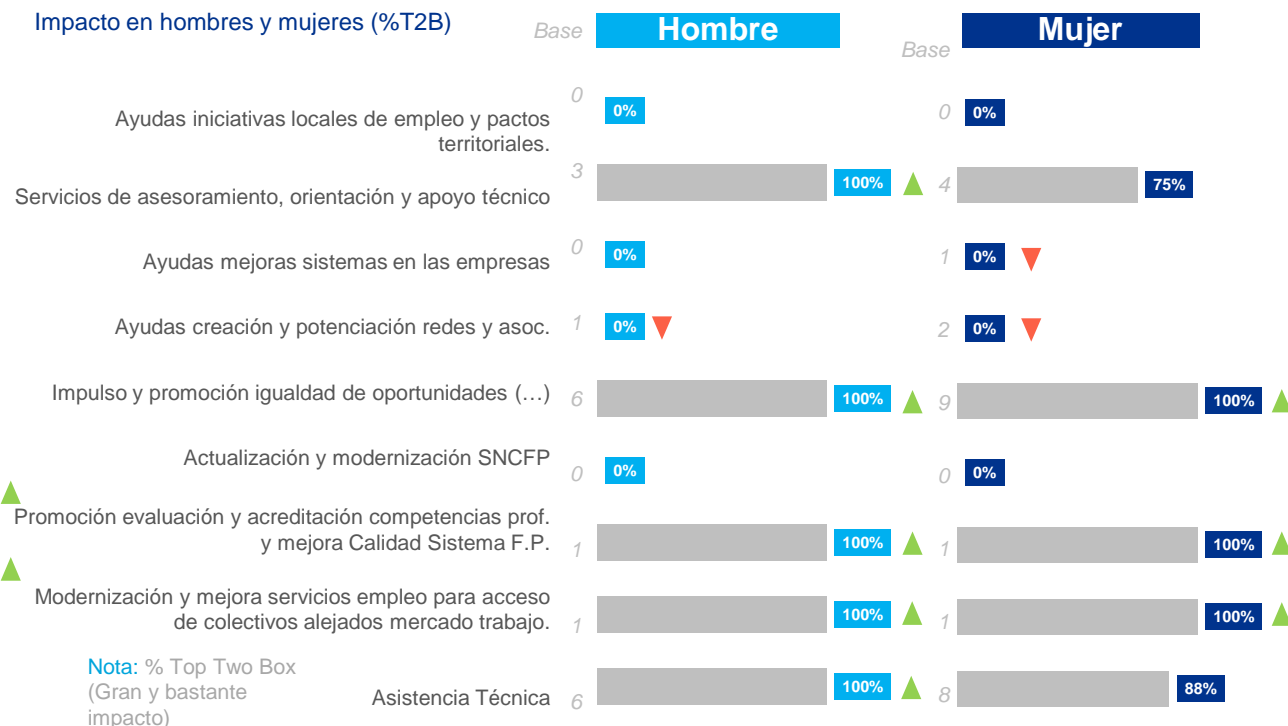 Impacto en hombres y mujeres (%T2B)
Base
Hombre
Base
Mujer
Ayudas iniciativas locales de empleo y pactos
territoriales.
0
0%
0
0%
Servicios de asesoramiento, orientación y apoyo técnico
3
100%
4
75%
Ayudas mejoras sistemas en las empresas
0
0%
1
0%
Ayudas creación y potenciación redes y asoc.
1
0%
2
0%
Impulso y promoción igualdad de oportunidades (…)
6
100%
9
100%
Actualización y modernización SNCFP
0
0%
0
0%
Promoción evaluación y acreditación competencias prof.
y mejora Calidad Sistema F.P.
1
100%
1
100%
Modernización y mejora servicios empleo para acceso
de colectivos alejados mercado trabajo.
1
100%
1
100%
Asistencia Técnica
6
100%
8
88%
Nota: % Top Two Box
(Gran y bastante
impacto)